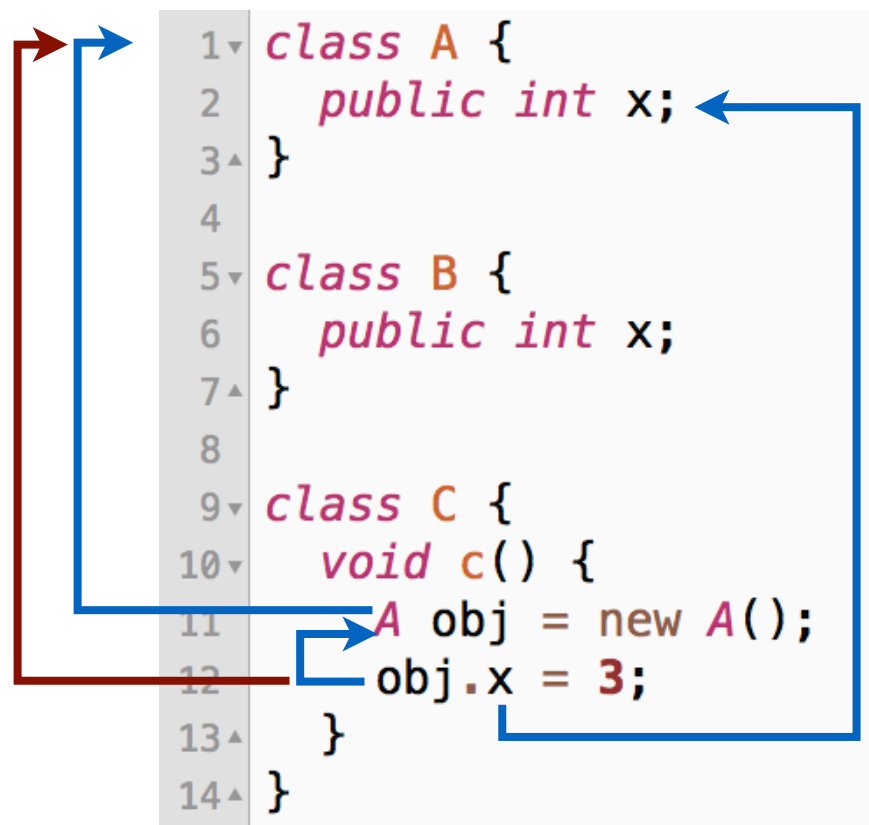 1 class A {
2 public int x;
3 }
4
5 class B {
6 public int x;
7 }
8
9 class C {
10 void c() {
11 A obj = new A();
12 obj.x = 3;
13 }
14 }